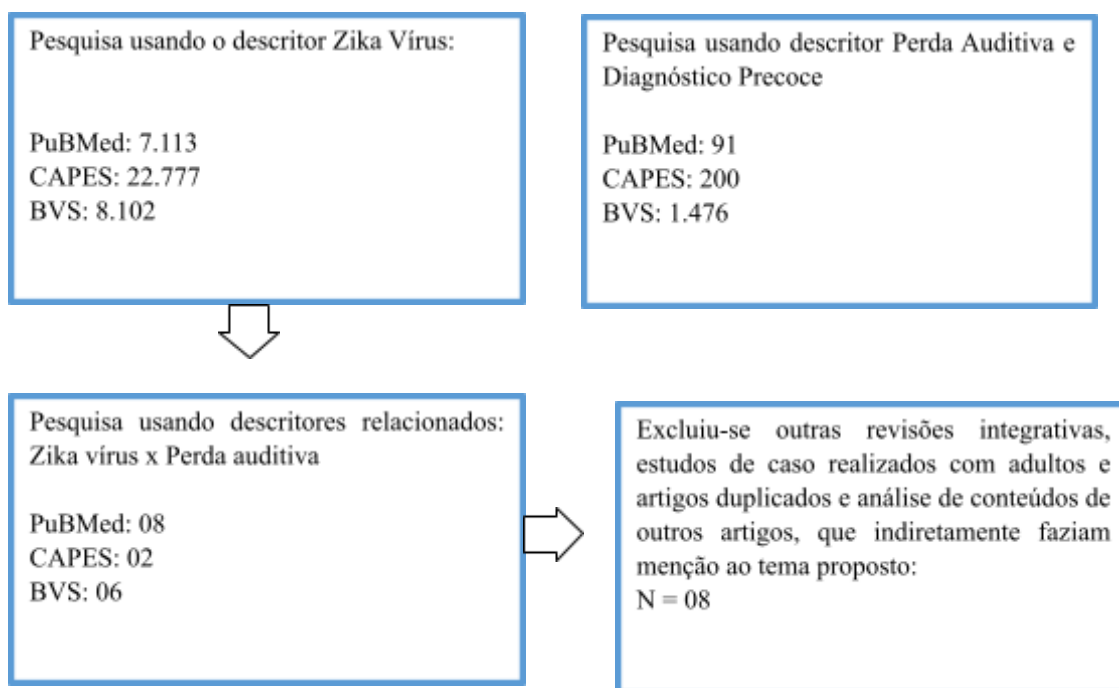 Pesquisa usando o descritor Zika Vírus:
PuBMed: 7.113
CAPES: 22.777
BVS: 8.102
Pesquisa usando descritor Perda Auditiva e
Diagnóstico Precoce
PuBMed: 91
CAPES: 200
BVS: 1.476
Pesquisa usando descritores relacionados:
Zika vírus x Perda auditiva
PuBMed: 08
CAPES: 02
BVS: 06
Excluiu-se outras revisões integrativas,
estudos de caso realizados com adultos e
artigos duplicados e análise de conteúdos de
outros artigos, que indiretamente faziam
menção ao tema proposto:
N = 08